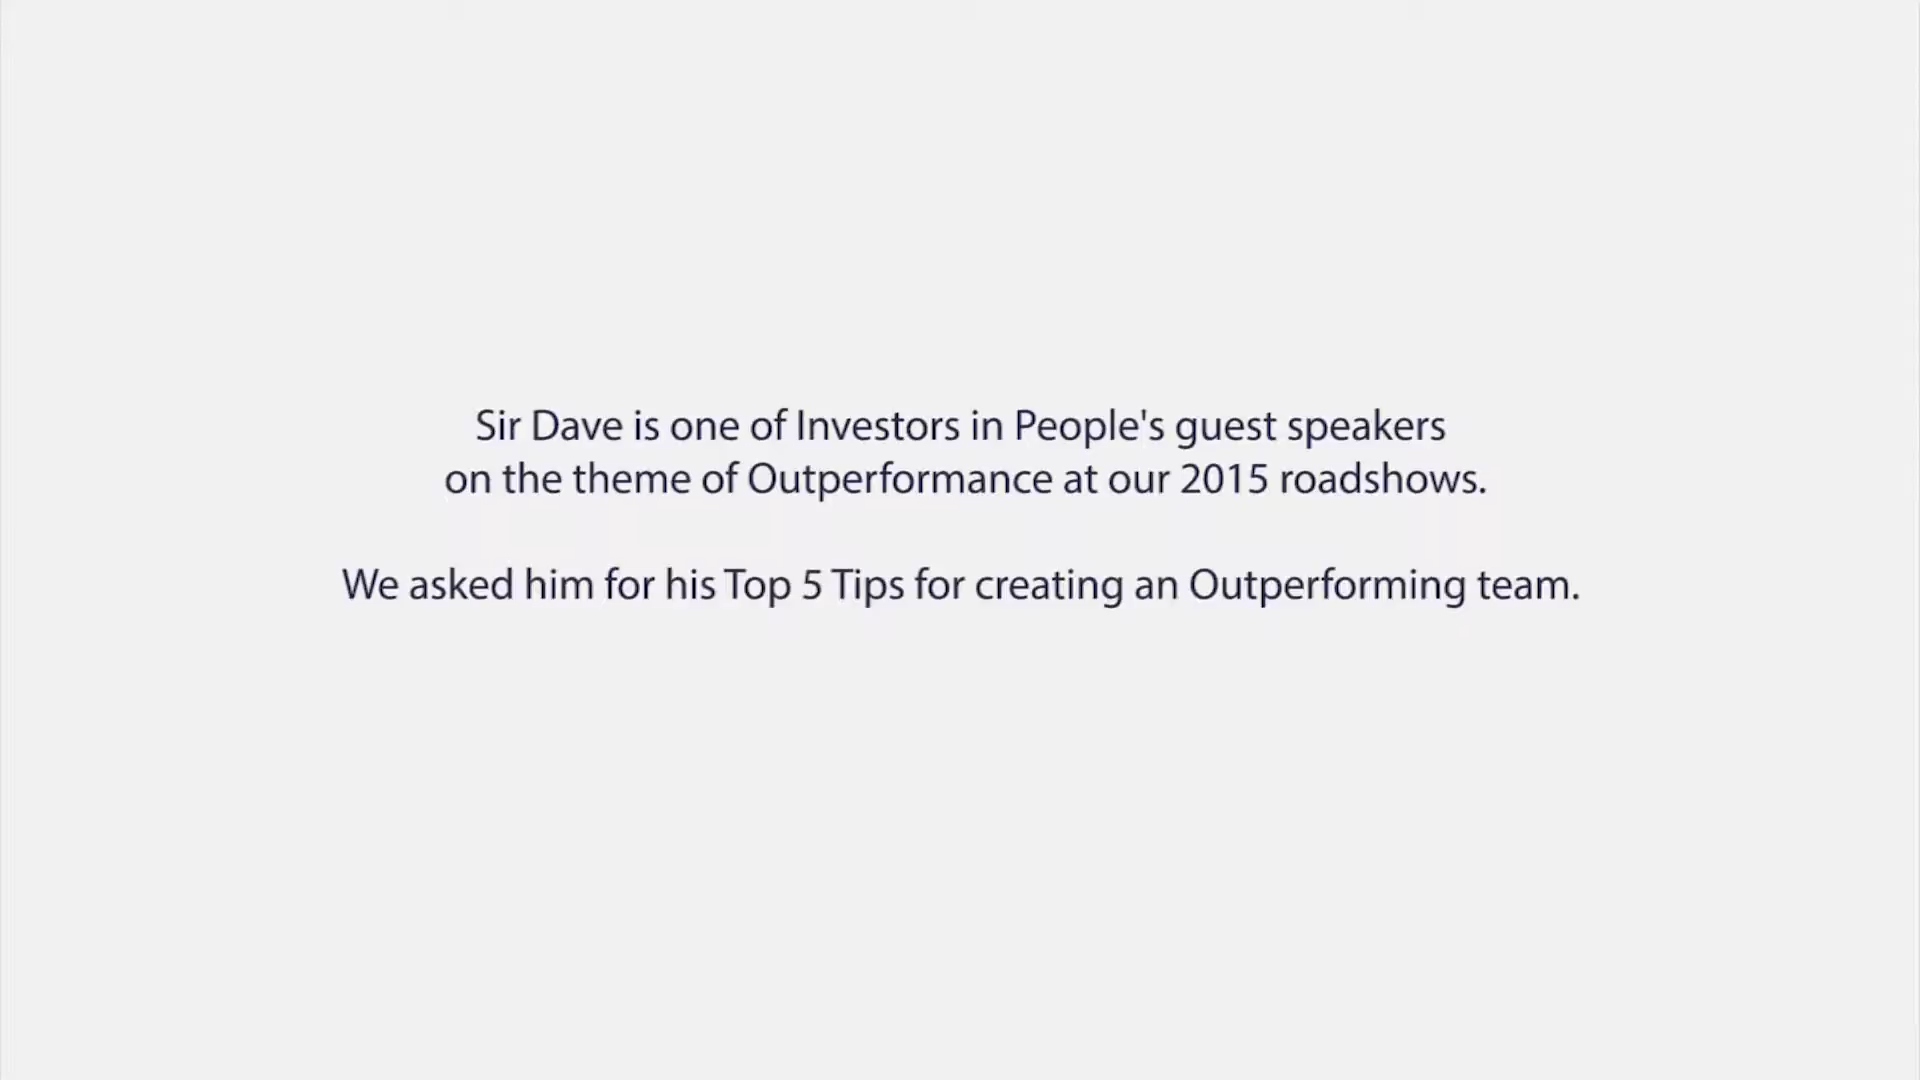 Sir Dave is one of Investors in People's guest speakers
on the theme of Outperformance at our 2015 roadshows.
We asked him for his Top 5 Tips for creating an Outperforming team.